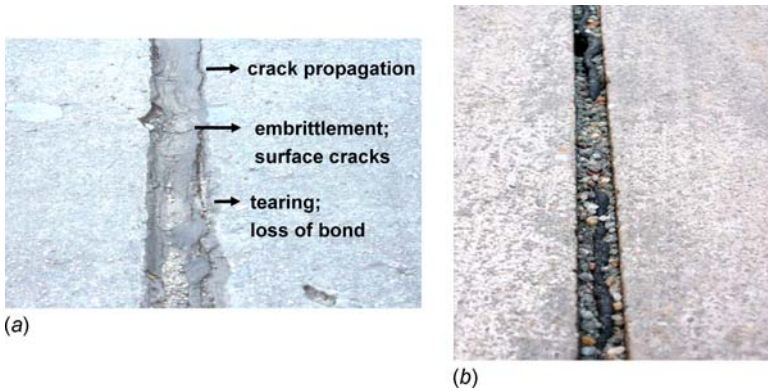 crack propagation
embrittlement;
surface cracks
tearing;
loss of bond
(a)
(b)